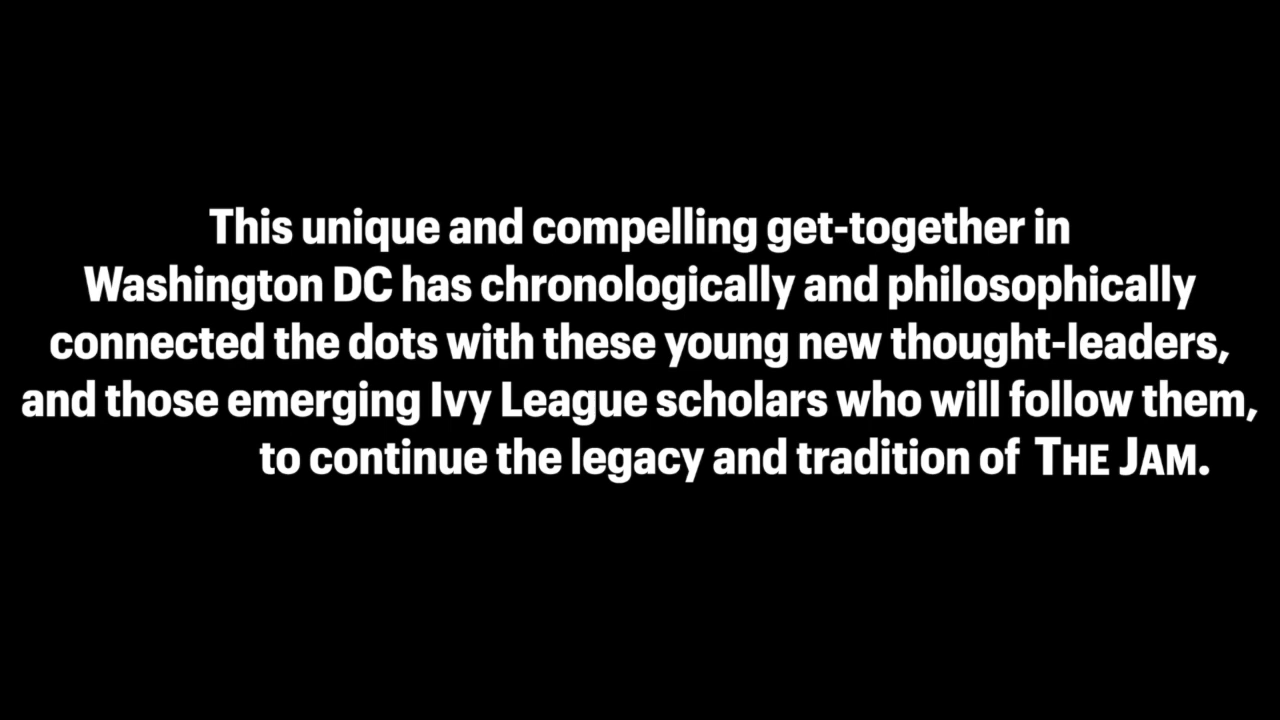 This unique and compelling get-together in
Washington DC has chronologically and philosophically
connected the dots with these young new thought-leaders,
and those emerging Ivy League scholars who will follow them,
to continue the legacy and tradition of THE JAM.